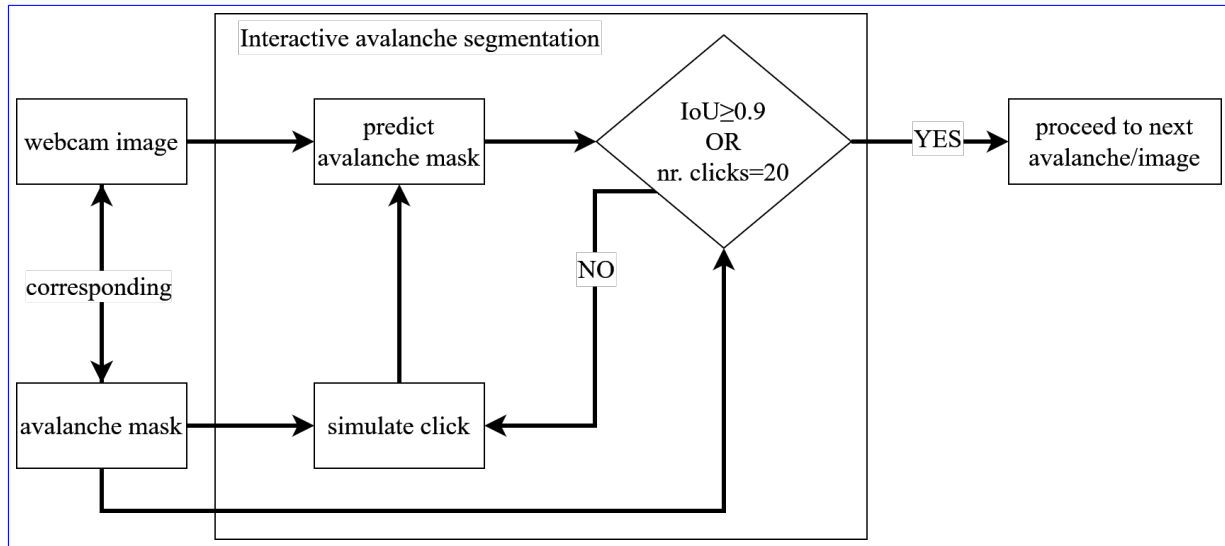 Interactive avalanche segmentation
webcam image
predict
avalanche mask
IoU≥0.9
OR
nr. clicks=20
YES
proceed to next
avalanche/image
corresponding
NO
avalanche mask
simulate click